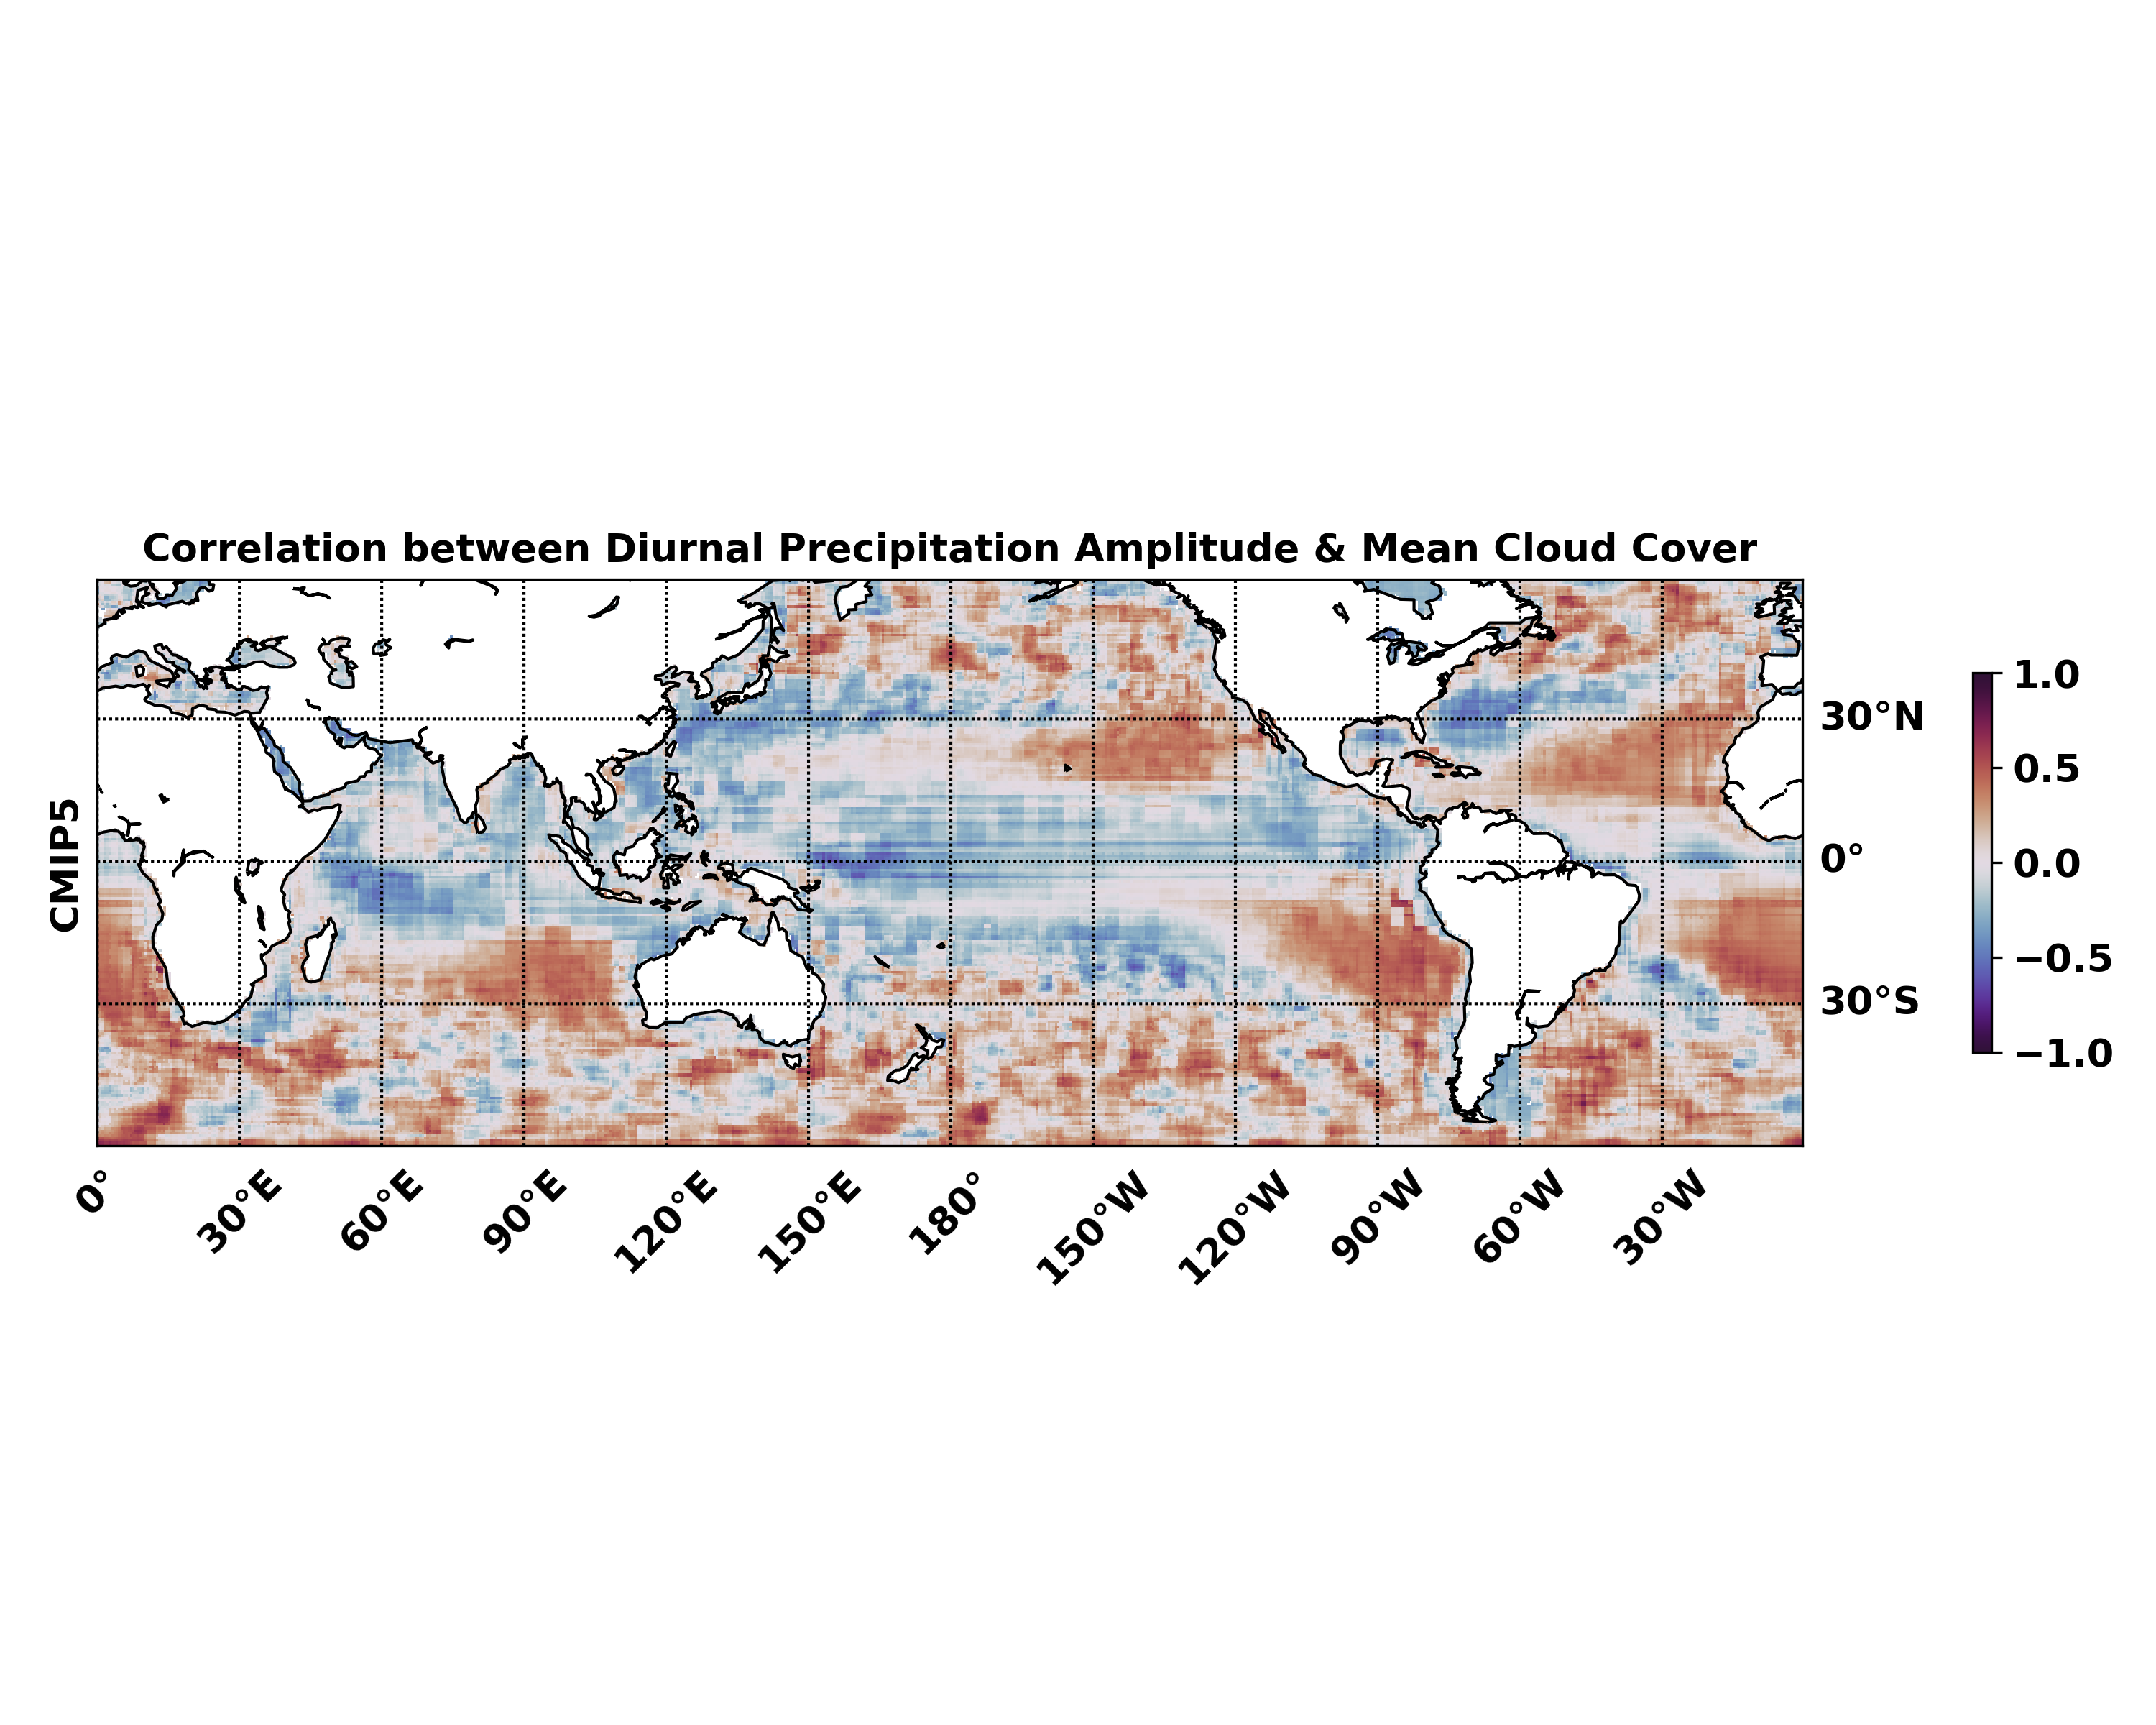 Correlation between Diurnal Precipitation Amplitude & Mean Cloud Cover
CMIP5
30°N
0°
30°S
0°
30°E
60°E
90°E
120°E
150°E
180°
150°W
120°W
90°W
60°W
30°W
1.0
0.5
0.0
−0.5
−1.0